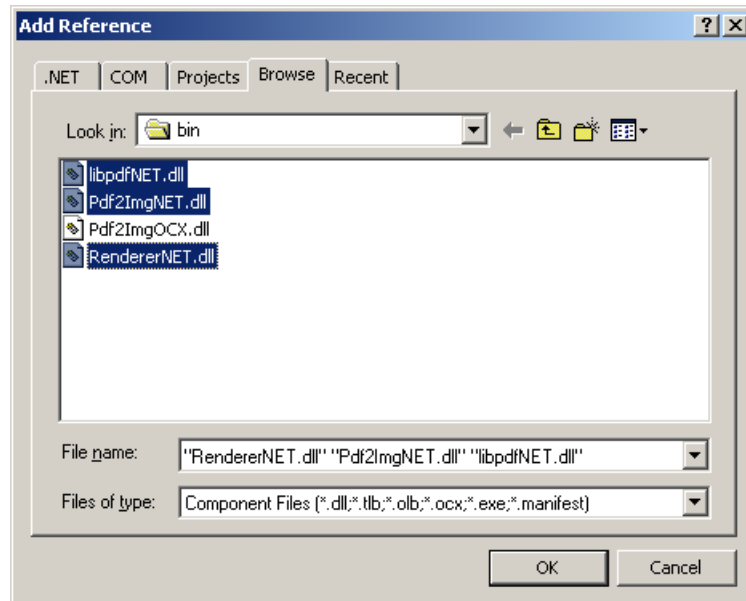 Add Reference
.NET COM Projects Browse Recent
Look in: bin
libpdfNET.dll
Pdf2ImgNET.dll
Pdf2ImgOCX.dll
RendererNET.dll
File name: "RendererNET.dll" "Pdf2ImgNET.dll" "libpdfNET.dll"
Files of type: Component Files (*.dll;*.tlb;*.olb;*.ocx;*.exe;*.manifest)
OK Cancel